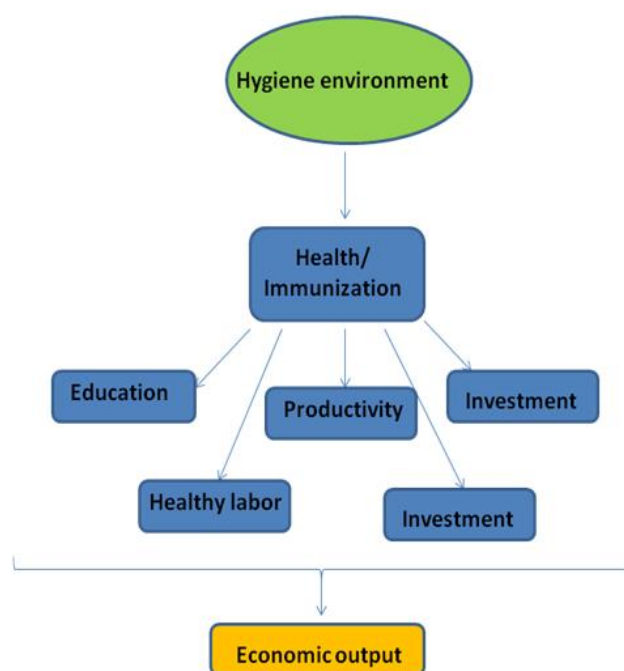 Hygiene environment
Health/
Immunization
Education
Productivity
Investment
Healthy labor
Investment
Economic output